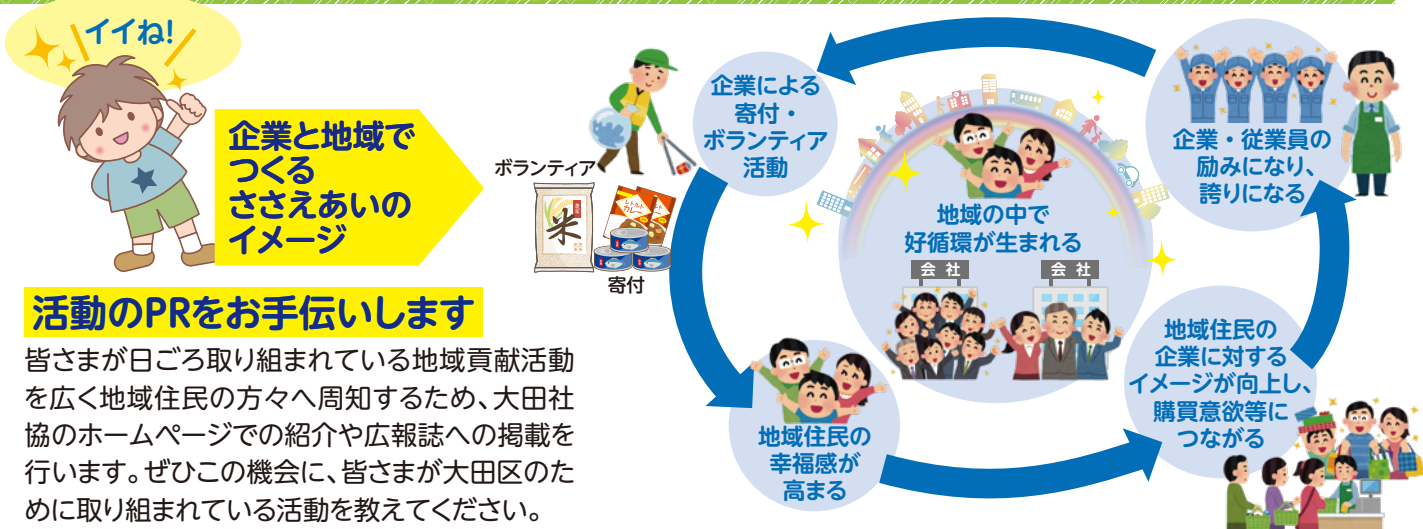 イイね!
企業と地域で
つくる
ささえあいの
イメージ
活動のPRをお手伝いします
皆さまが日ごろ取り組まれている地域貢献活動
を広く地域住民の方々へ周知するため、大田社
協のホームページでの紹介や広報誌への掲載を
行います。ぜひこの機会に、皆さまが大田区のた
めに取り組まれている活動を教えてください。
ボランティア
米
レトルト
カレー
寄付
企業による
寄付・
ボランティア
活動
地域住民の
幸福感が
高まる
地域住民の
企業に対する
イメージが向上し、
購買意欲等に
つながる
企業・従業員の
励みになり、
誇りになる
地域の中で
好循環が生まれる
会 社
会 社